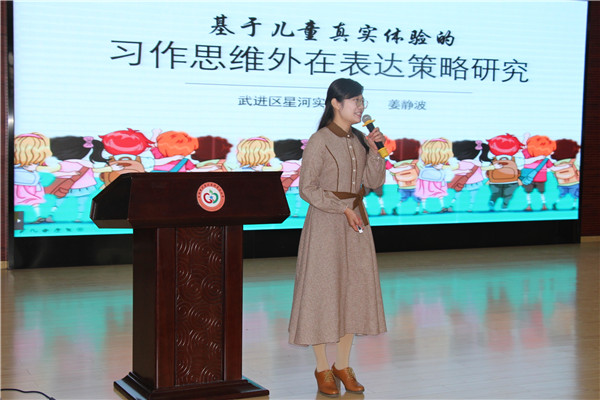 基于儿童真实体验的
习作思维外在表达策略研究
武进区星河实 姜静波